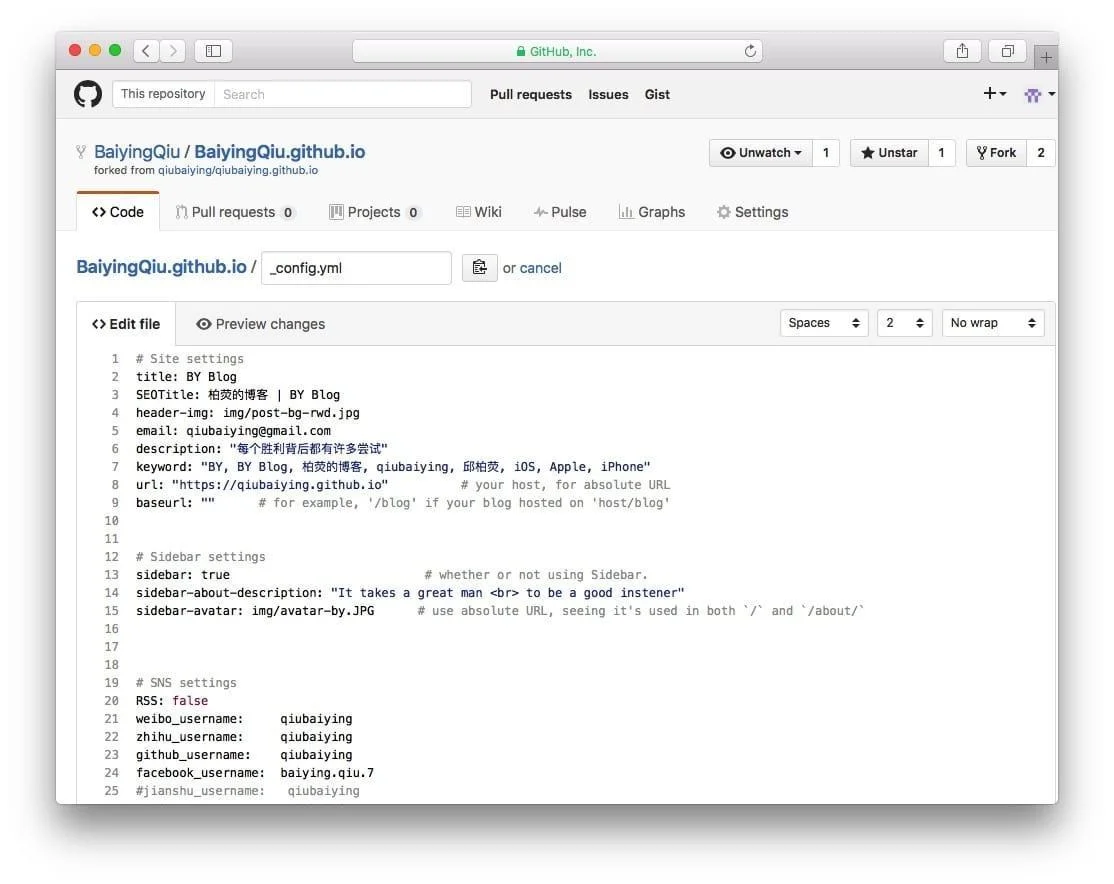 GitHub, Inc.
This repository Search Pull requests Issues Gist
BaiyingQiu / BaiyingQiu.github.io Unwatch 1 Unstar 1 Fork 2
forked from qiubaiying/qiubaiying.github.io
Code Pull requests 0 Projects 0 Wiki Pulse Graphs Settings
BaiyingQiu.github.io / _config.yml or cancel
Edit file Preview changes Spaces 2 No wrap
1 # Site settings
2 title: BY Blog
3 SEOTitle: 柏荧的博客 | BY Blog
4 header-img: img/post-bg-rwd.jpg
5 email: qiubaiying@gmail.com
6 description: "每个胜利背后都有许多尝试"
7 keyword: "BY, BY Blog, 柏荧的博客, qiubaiying, 邱柏荧, iOS, Apple, iPhone"
8 url: "https://qiubaiying.github.io" # your host, for absolute URL
9 baseurl: "" # for example, '/blog' if your blog hosted on 'host/blog'
10
11
12 # Sidebar settings
13 sidebar: true # whether or not using Sidebar.
14 sidebar-about-description: "It takes a great man <br> to be a good instener"
15 sidebar-avatar: img/avatar-by.JPG # use absolute URL, seeing it's used in both `/` and `/about/`
16
17
18
19 # SNS settings
20 RSS: false
21 weibo_username: qiubaiying
22 zhihu_username: qiubaiying
23 github_username: qiubaiying
24 facebook_username: baiying.qiu.7
25 #jianshu_username: qiubaiying